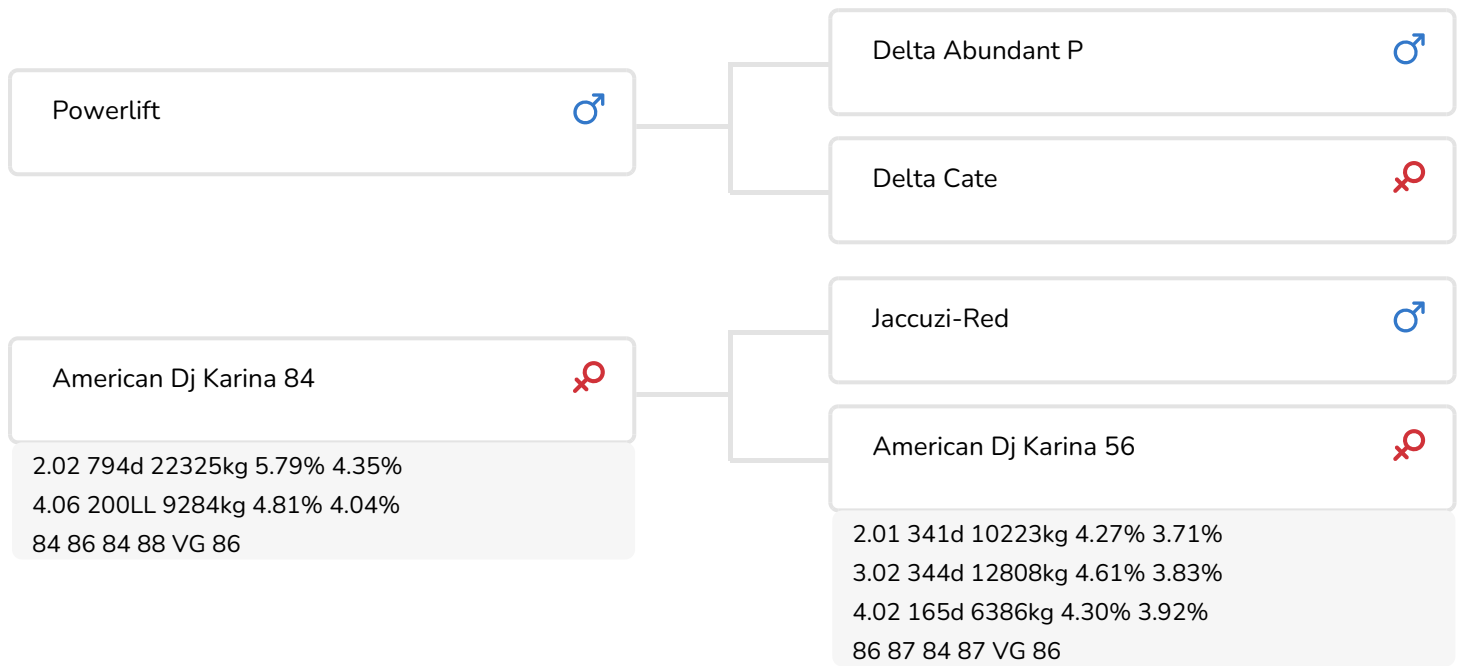 Powerlift
Delta Abundant P
Delta Cate
American Dj Karina 84
2.02 794d 22325kg 5.79% 4.35%
4.06 200LL 9284kg 4.81% 4.04%
84 86 84 88 VG 86
Jaccuzi-Red
American Dj Karina 56
2.01 341d 10223kg 4.27% 3.71%
3.02 344d 12808kg 4.61% 3.83%
4.02 165d 6386kg 4.30% 3.92%
86 87 84 87 VG 86